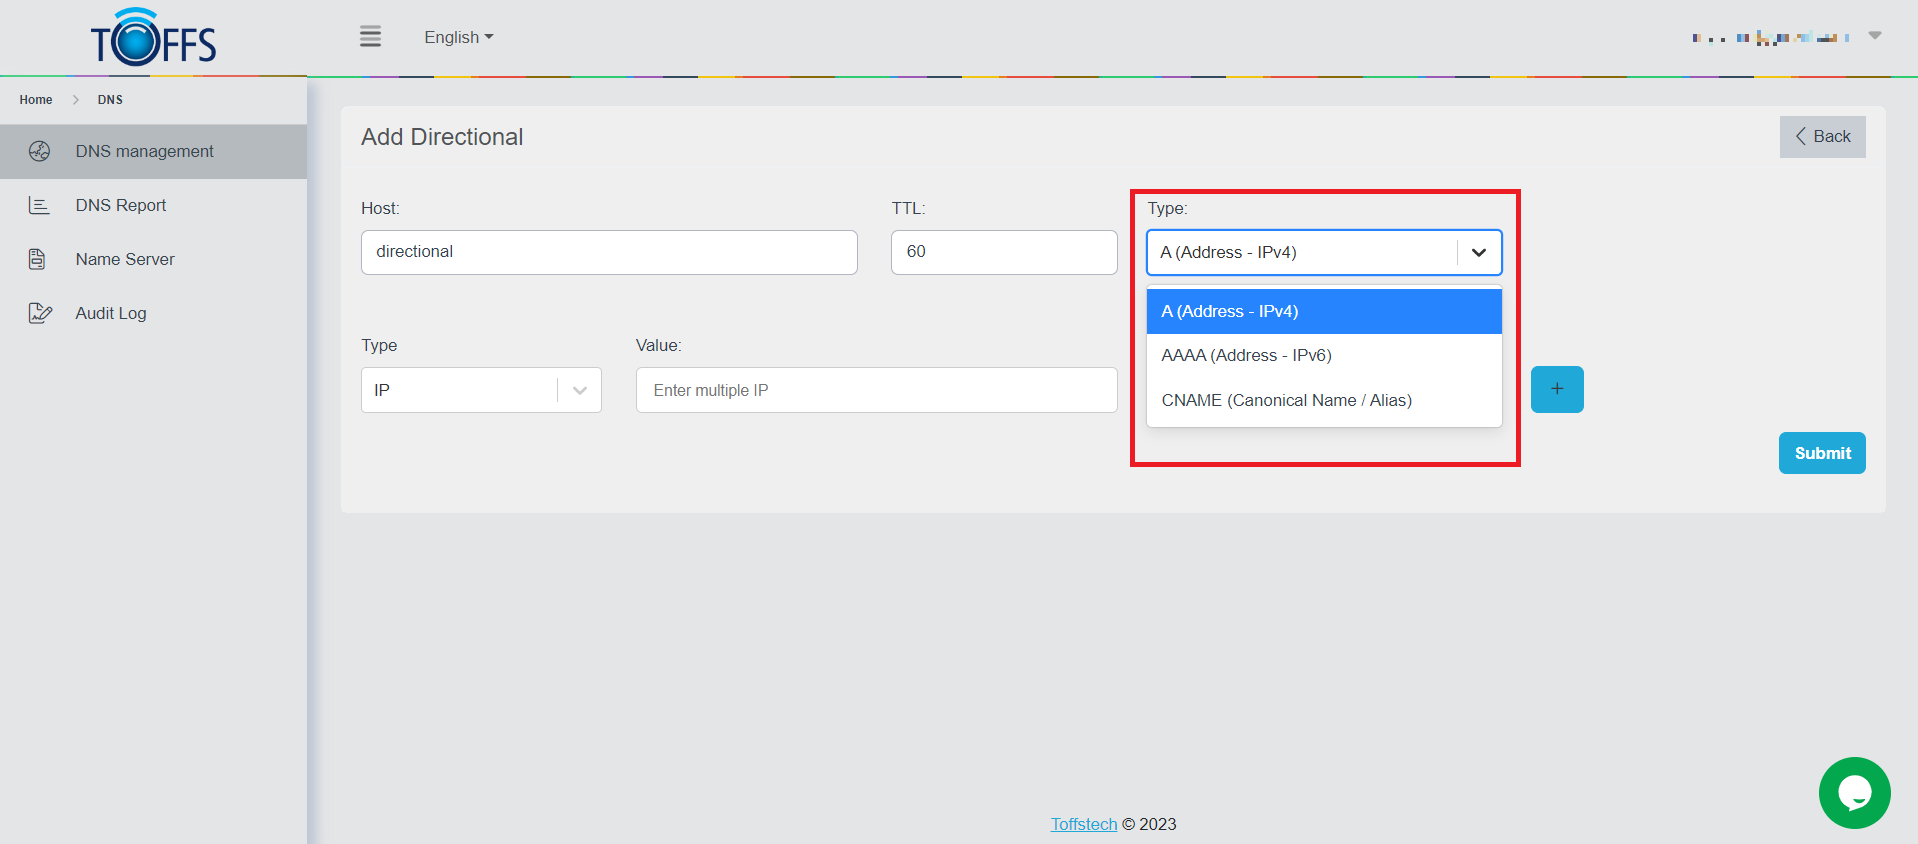 TOFFS
English
Home > DNS
DNS management
DNS Report
Name Server
Audit Log
Add Directional
Back
Host:
TTL:
Type:
directional
60
A (Address - IPv4)
A (Address - IPv4)
AAAA (Address - IPv6)
CNAME (Canonical Name / Alias)
Type
Value:
IP
Enter multiple IP
+
Submit
Toffstech © 2023